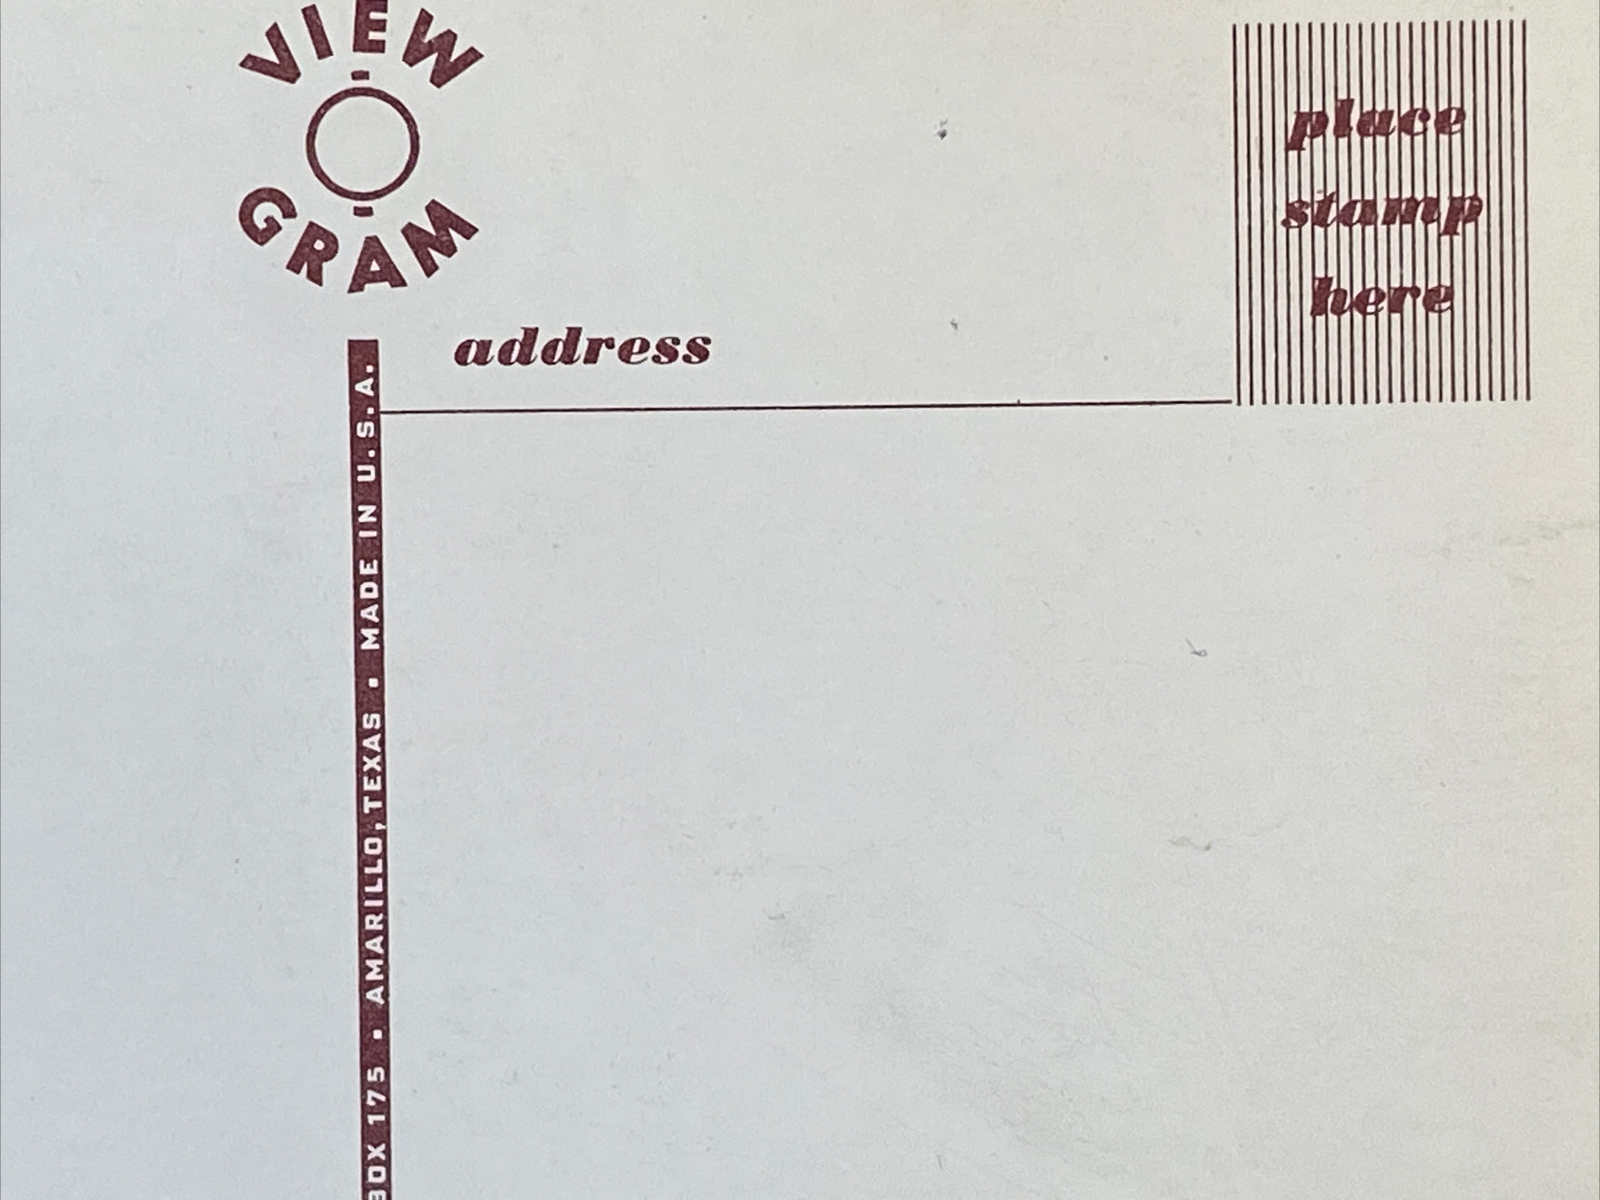 VIEW
GRAM
place
stamp
here
address
BOX 175 • AMARILLO, TEXAS • MADE IN U.S.A.